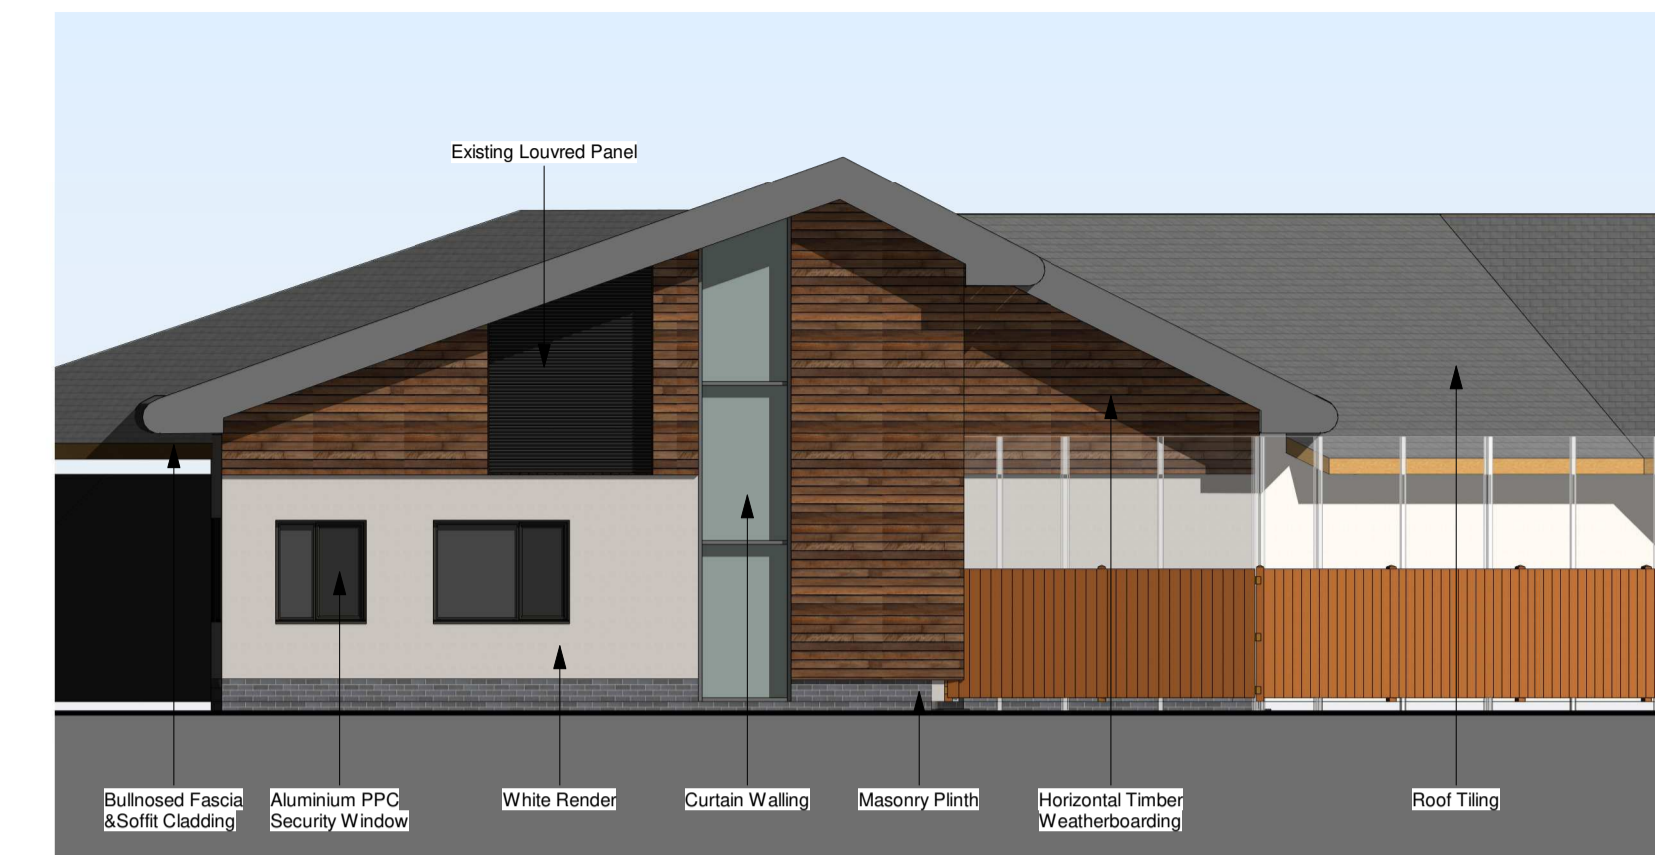 Existing Louvred Panel
Bullnosed Fascia
&Soffit Cladding
Aluminium PPC
Security Window
White Render
Curtain Walling
Masonry Plinth
Horizontal Timber
Weatherboarding
Roof Tiling